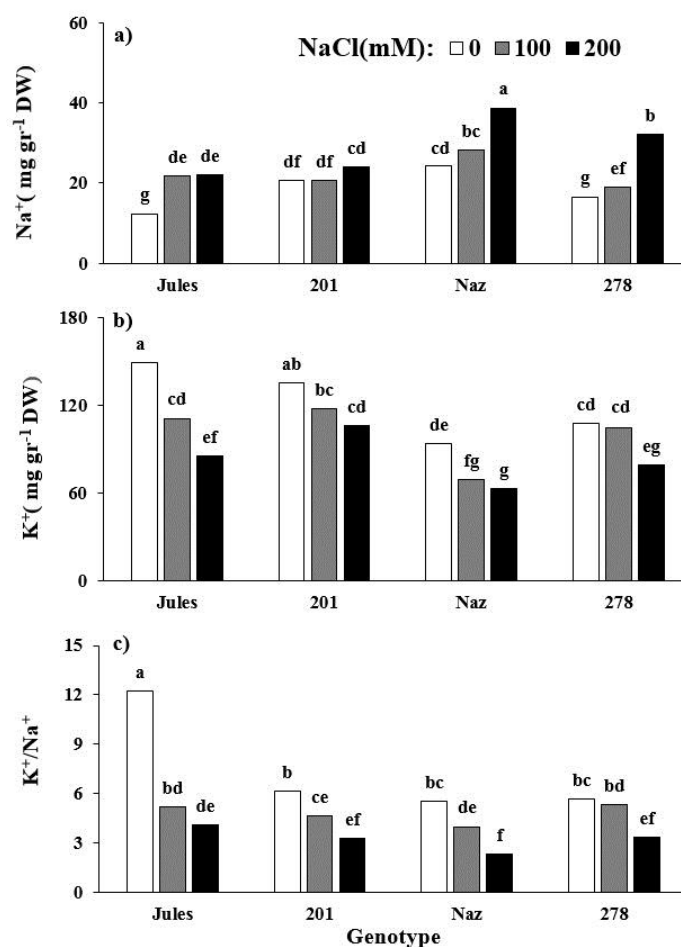 a)
NaCl(mM): 0 100 200
Na⁺( mg gr⁻¹ DW)
60
40
20
0
g de de df df cd cd bc a g ef b
Jules 201 Naz 278
b)
K⁺( mg gr⁻¹ DW)
180
120
60
0
a cd ef ab bc cd de fg g cd cd eg
Jules 201 Naz 278
c)
K⁺/Na⁺
15
12
9
6
3
0
a bd de b ce ef bc de f bc bd ef
Jules 201 Naz 278
Genotype